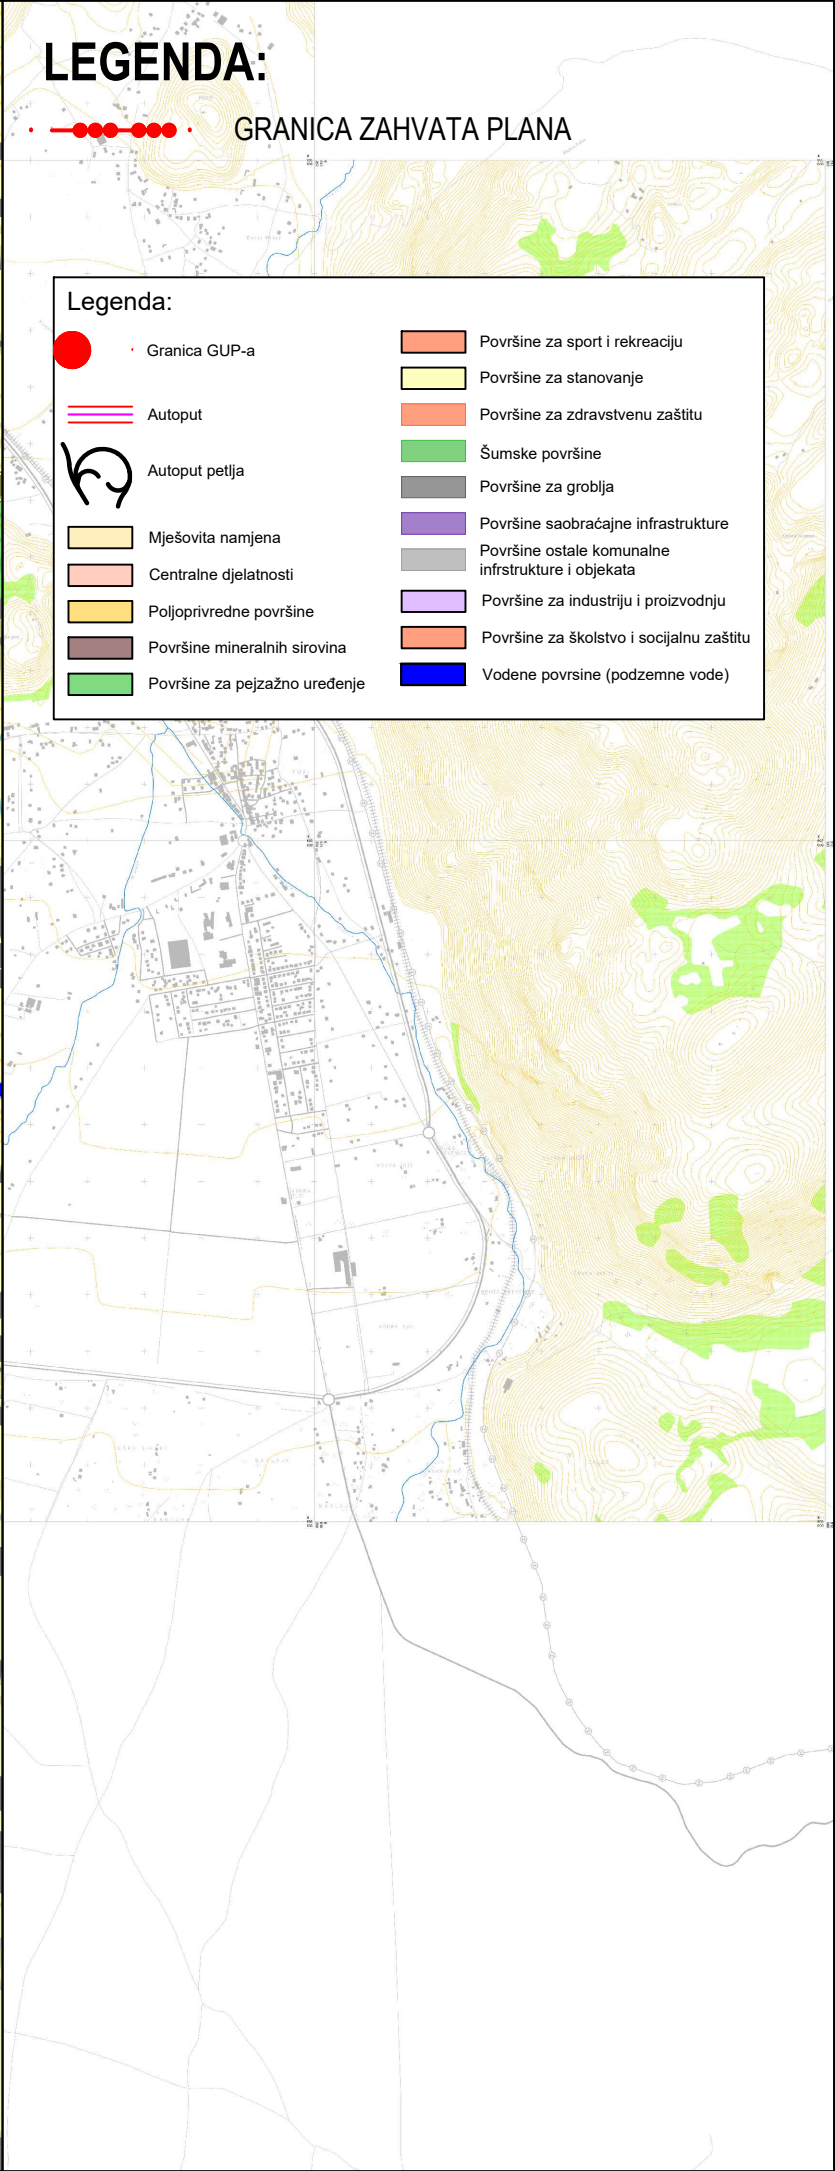 LEGENDA:
GRANICA ZAHVATA PLANA
Legenda:
Granica GUP-a
Autoput
Autoput petlja
Mješovita namjena
Centralne djelatnosti
Poljoprivredne površine
Površine mineralnih sirovina
Površine za pejzažno uređenje
Površine za sport i rekreaciju
Površine za stanovanje
Površine za zdravstvenu zaštitu
Šumske površine
Površine za groblja
Površine saobraćajne infrastrukture
Površine ostale komunalne
infrstrukture i objekata
Površine za industriju i proizvodnju
Površine za školstvo i socijalnu zaštitu
Vodene povrsine (podzemne vode)